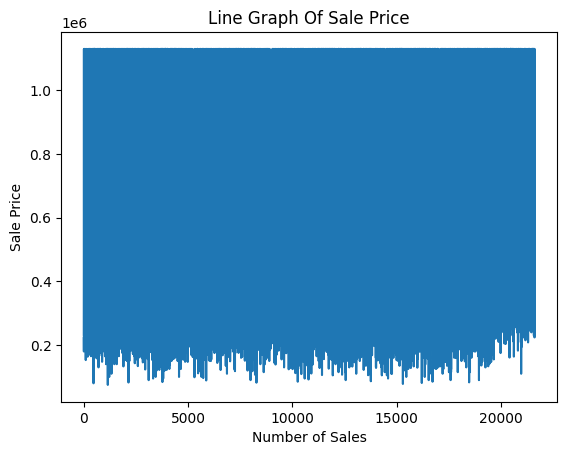 Line Graph Of Sale Price
1e6
1.0
0.8
0.6
0.4
0.2
Sale Price
0 5000 10000 15000 20000
Number of Sales